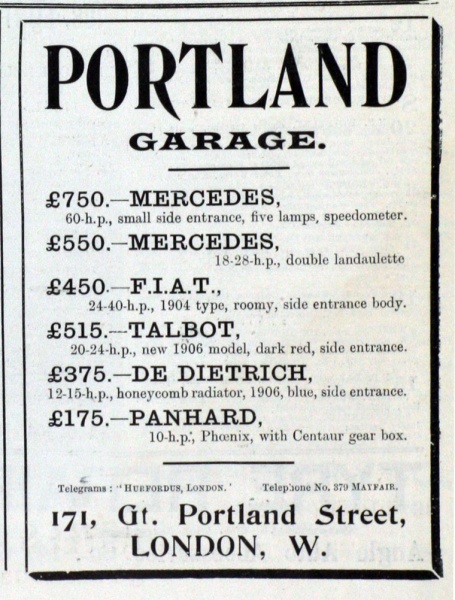 PORTLAND
GARAGE.
£750.—MERCEDES,
60-h.p., small side entrance, five lamps, speedometer.
£550.—MERCEDES,
18-28-h.p., double landaulette
£450.—F.I.A.T.,
24-40-h.p., 1904 type, roomy, side entrance body.
£515.—TALBOT,
20-24-h.p., new 1906 model, dark red, side entrance.
£375.—DE DIETRICH,
12-15-h.p., honeycomb radiator, 1906, blue, side entrance.
£175.—PANHARD,
10-h.p., Phœnix, with Centaur gear box.
Telegrams: "HURFORDUS, LONDON.' Telephone No. 379 MAYFAIR.
171, Gt. Portland Street,
LONDON, W.